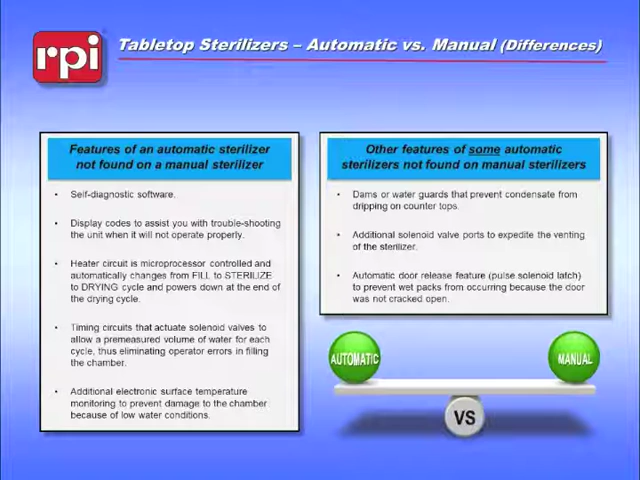 rpi
Tabletop Sterilizers – Automatic vs. Manual (Differences)
Features of an automatic sterilizer
not found on a manual sterilizer
• Self-diagnostic software.
• Display codes to assist you with trouble-shooting
the unit when it will not operate properly.
• Heater circuit is microprocessor controlled and
automatically changes from FILL to STERILIZE
to DRYING cycle and powers down at the end of
the drying cycle.
• Timing circuits that actuate solenoid valves to
allow a premeasured volume of water for each
cycle, thus eliminating operator errors in filling
the chamber.
• Additional electronic surface temperature
monitoring to prevent damage to the chamber
because of low water conditions.
Other features of some automatic
sterilizers not found on manual sterilizers
• Dams or water guards that prevent condensate from
dripping on counter tops.
• Additional solenoid valve ports to expedite the venting
of the sterilizer.
• Automatic door release feature (pulse solenoid latch)
to prevent wet packs from occurring because the door
was not cracked open.
AUTOMATIC
MANUAL
VS